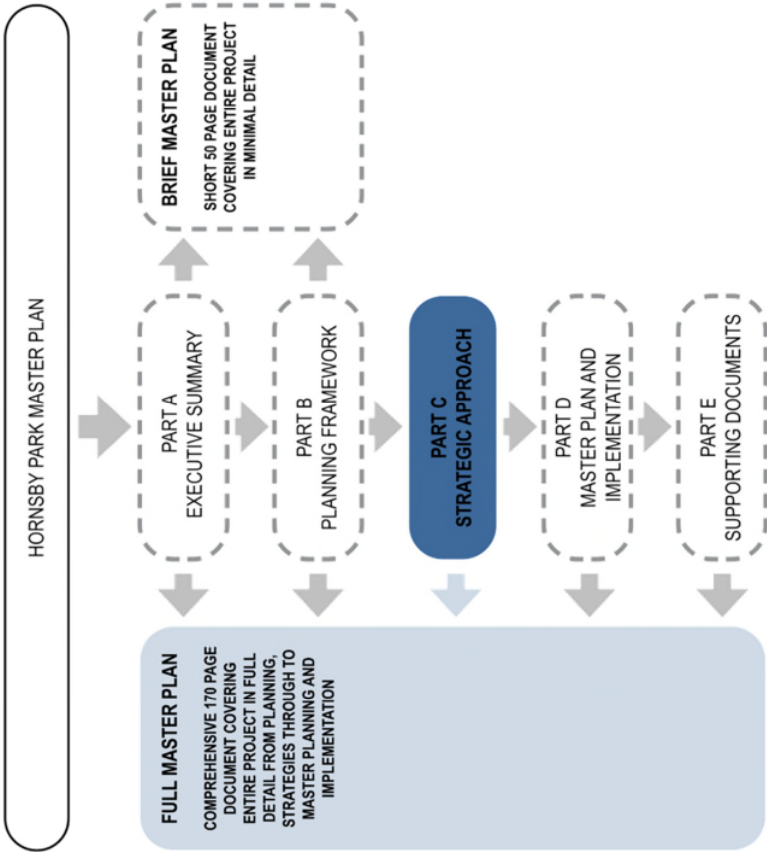 HORNSBY PARK MASTER PLAN
FULL MASTER PLAN
COMPREHENSIVE 170 PAGE
DOCUMENT COVERING
ENTIRE PROJECT IN FULL
DETAIL FROM PLANNING,
STRATEGIES THROUGH TO
MASTER PLANNING AND
IMPLEMENTATION
PART A
EXECUTIVE SUMMARY
PART B
PLANNING FRAMEWORK
PART C
STRATEGIC APPROACH
PART D
MASTER PLAN AND
IMPLEMENTATION
PART E
SUPPORTING DOCUMENTS
BRIEF MASTER PLAN
SHORT 50 PAGE DOCUMENT
COVERING ENTIRE PROJECT
IN MINIMAL DETAIL